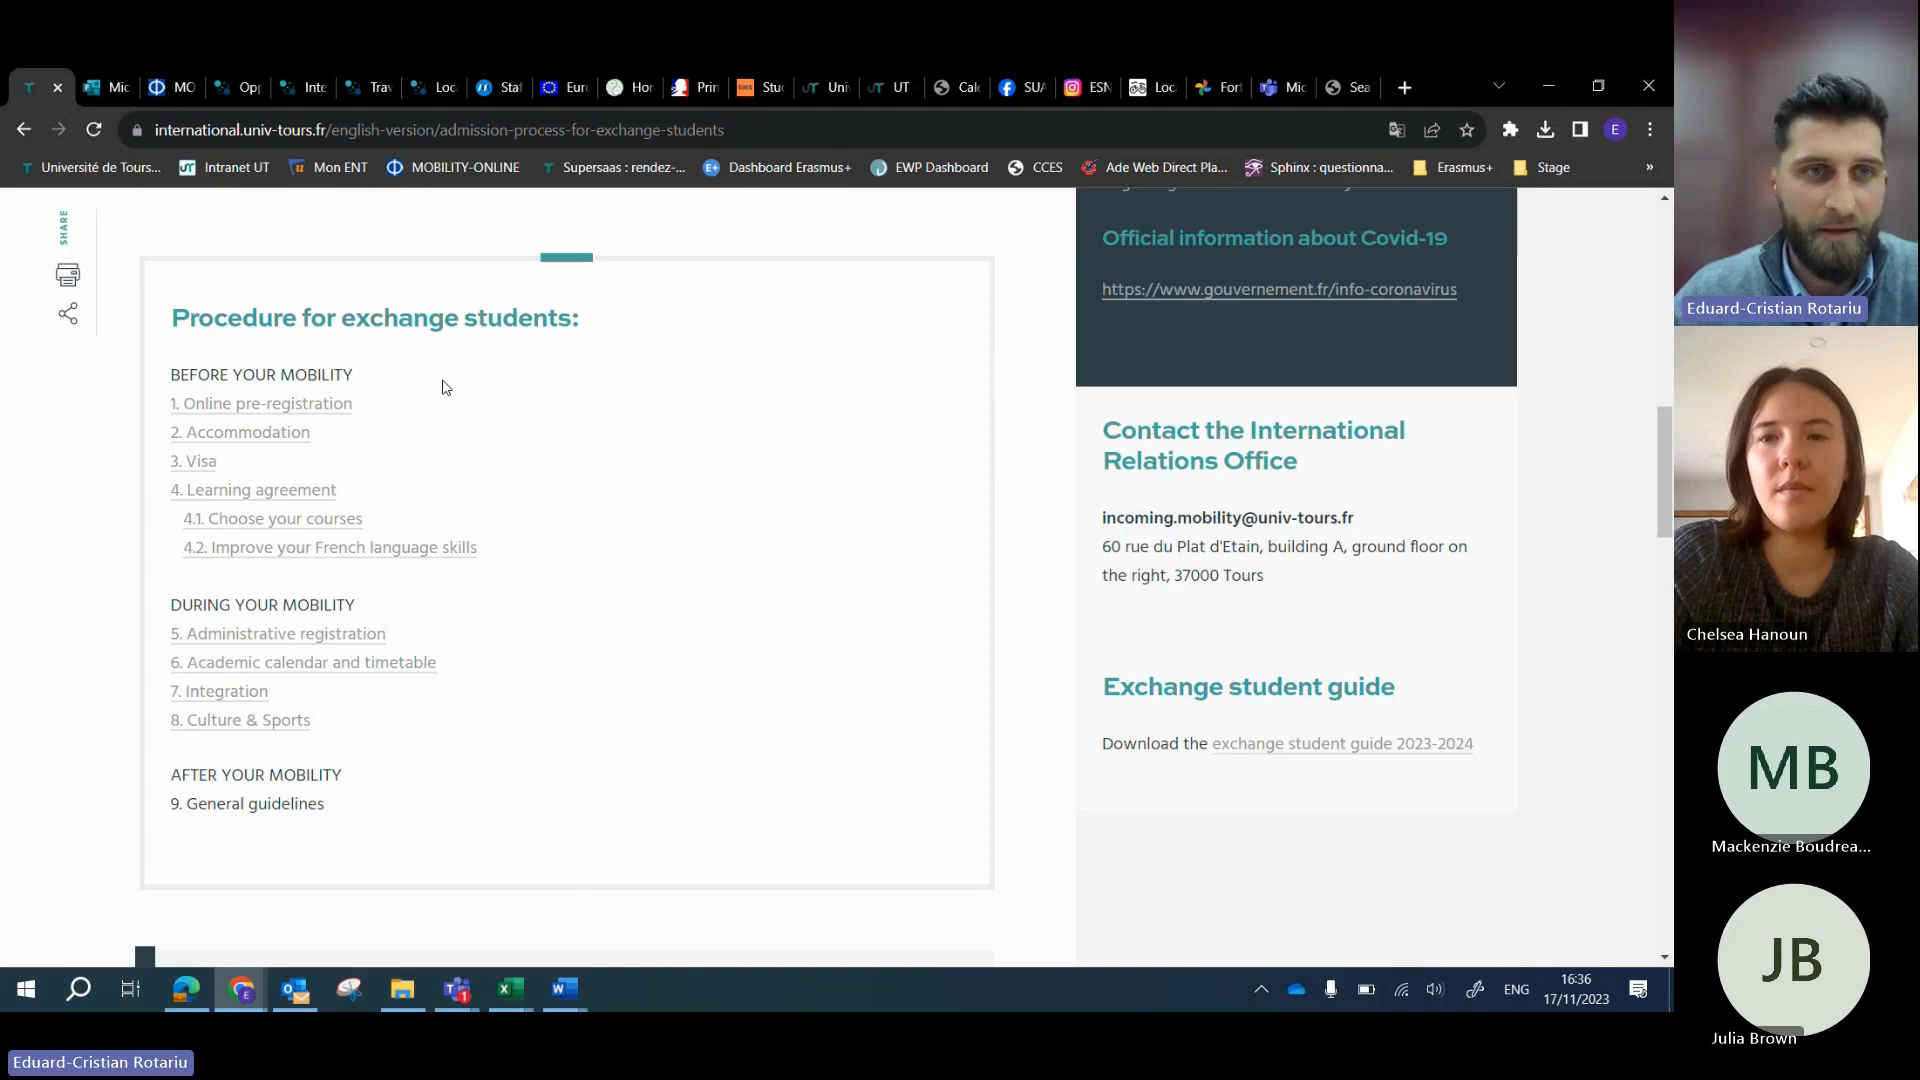 Mic
MO
Opp
Inte
Trav
Loc
Staf
Euro
Hor
Prin
Stud
Uni
UT
Calc
SUA
ESN
Loc
Fort
Mic
Sea
international.univ-tours.fr/english-version/admission-process-for-exchange-students
E
Université de Tours...
Intranet UT
Mon ENT
MOBILITY-ONLINE
Supersaas : rendez-...
Dashboard Erasmus+
EWP Dashboard
CCES
Ade Web Direct Pla...
Sphinx : questionna...
Erasmus+
Stage
»
SHARE
Procedure for exchange students:
BEFORE YOUR MOBILITY
1. Online pre-registration
2. Accommodation
3. Visa
4. Learning agreement
4.1. Choose your courses
4.2. Improve your French language skills
DURING YOUR MOBILITY
5. Administrative registration
6. Academic calendar and timetable
7. Integration
8. Culture & Sports
AFTER YOUR MOBILITY
9. General guidelines
Official information about Covid-19
https://www.gouvernement.fr/info-coronavirus
Contact the International
Relations Office
incoming.mobility@univ-tours.fr
60 rue du Plat d'Etain, building A, ground floor on
the right, 37000 Tours
Exchange student guide
Download the exchange student guide 2023-2024
ENG
16:36
17/11/2023
Eduard-Cristian Rotariu
Eduard-Cristian Rotariu
Chelsea Hanoun
MB
Mackenzie Boudrea...
JB
Julia Brown